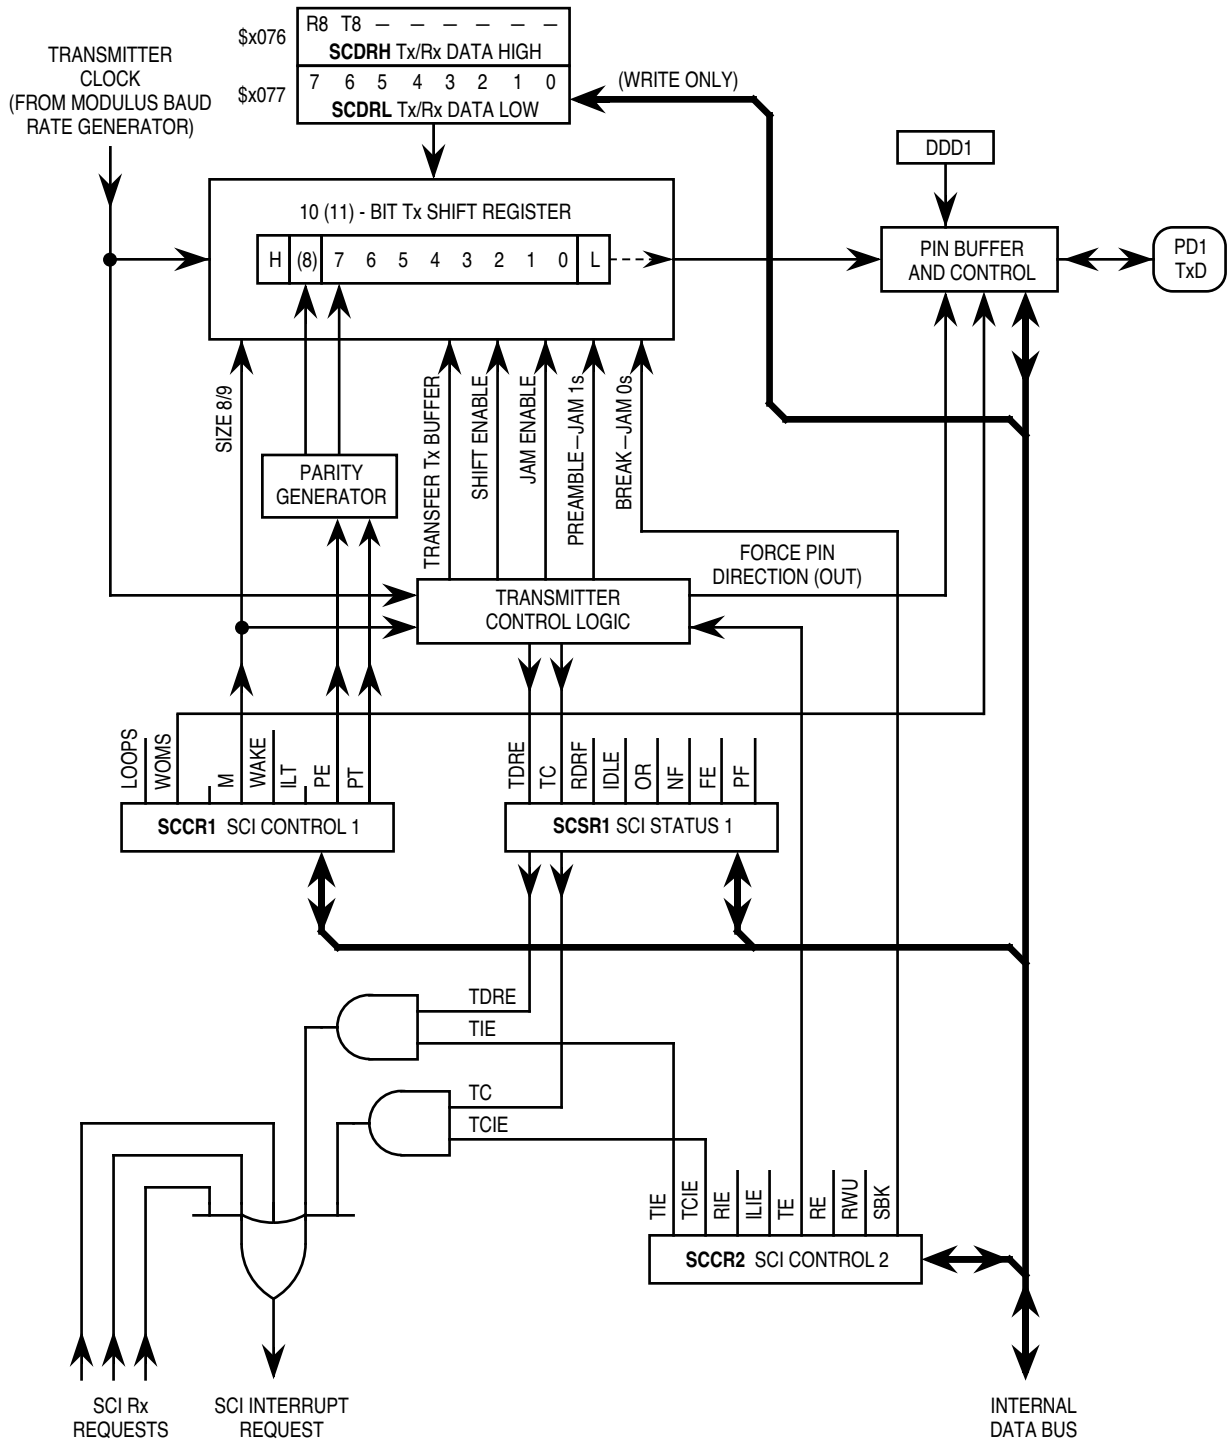 $x076
R8 T8 – – – – – –
SCDRH Tx/Rx DATA HIGH
$x077
7 6 5 4 3 2 1 0
SCDRL Tx/Rx DATA LOW
(WRITE ONLY)
TRANSMITTER
CLOCK
(FROM MODULUS BAUD
RATE GENERATOR)
DDD1
10 (11) - BIT Tx SHIFT REGISTER
H (8) 7 6 5 4 3 2 1 0 L
PIN BUFFER
AND CONTROL
PD1
TxD
SIZE 8/9
TRANSFER Tx BUFFER
SHIFT ENABLE
JAM ENABLE
PREAMBLE—JAM 1s
BREAK—JAM 0s
PARITY
GENERATOR
FORCE PIN
DIRECTION (OUT)
TRANSMITTER
CONTROL LOGIC
LOOPS
WOMS
M
WAKE
ILT
PE
PT
SCCR1 SCI CONTROL 1
TDRE
TC
RDRF
IDLE
OR
NF
FE
PF
SCSR1 SCI STATUS 1
TDRE
TIE
TC
TCIE
TIE
TCIE
RIE
ILIE
TE
RE
RWU
SBK
SCCR2 SCI CONTROL 2
SCI Rx
REQUESTS
SCI INTERRUPT
REQUEST
INTERNAL
DATA BUS